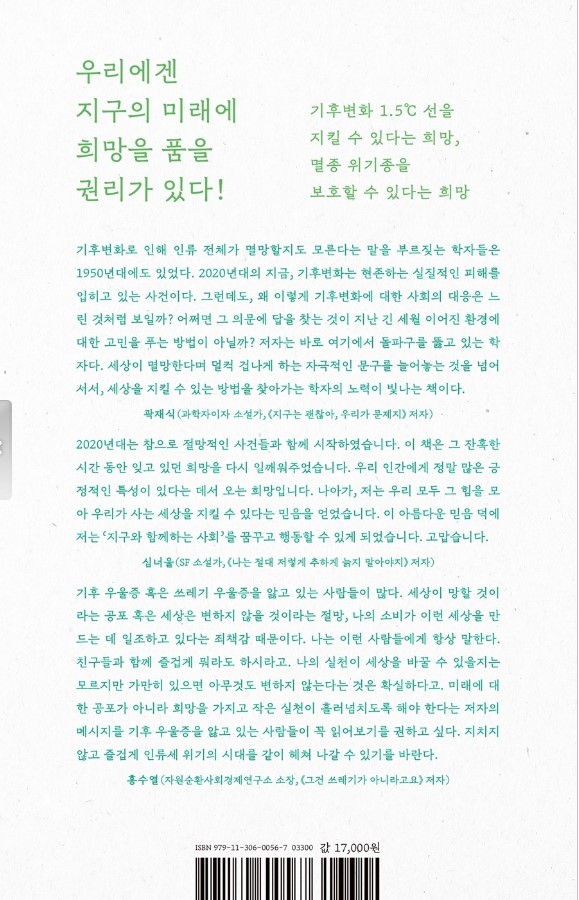 우리에겐
지구의 미래에
희망을 품을
권리가 있다!
기후변화 1.5℃ 선을
지킬 수 있다는 희망,
멸종 위기종을
보호할 수 있다는 희망
기후변화로 인해 인류 전체가 멸망할지도 모른다는 말을 부르짖는 학자들은
1950년대에도 있었다. 2020년대의 지금, 기후변화는 현존하는 실질적인 피해를
입히고 있는 사건이다. 그런데도, 왜 이렇게 기후변화에 대한 사회의 대응은 느
린 것처럼 보일까? 어쩌면 그 의문에 답을 찾는 것이 지난 긴 세월 이어진 환경에
대한 고민을 푸는 방법이 아닐까? 저자는 바로 여기에서 돌파구를 뚫고 있는 학
자다. 세상이 멸망한다며 덜컥 겁나게 하는 자극적인 문구를 늘어놓는 것을 넘어
서서, 세상을 지킬 수 있는 방법을 찾아가는 학자의 노력이 빛나는 책이다.
곽재식(과학자이자 소설가, 《지구는 괜찮아, 우리가 문제지》 저자)
2020년대는 참으로 절망적인 사건들과 함께 시작하였습니다. 이 책은 그 잔혹한
시간 동안 잊고 있던 희망을 다시 일깨워주었습니다. 우리 인간에게 정말 많은 긍
정적인 특성이 있다는 데서 오는 희망입니다. 나아가, 저는 우리 모두 그 힘을 모
아 우리가 사는 세상을 지킬 수 있다는 믿음을 얻었습니다. 이 아름다운 믿음 덕에
저는 ‘지구와 함께하는 사회’를 꿈꾸고 행동할 수 있게 되었습니다. 고맙습니다.
심너울(SF 소설가, 《나는 절대 저렇게 추하게 늙지 말아야지》 저자)
기후 우울증 혹은 쓰레기 우울증을 앓고 있는 사람들이 많다. 세상이 망할 것이
라는 공포 혹은 세상은 변하지 않을 것이라는 절망, 나의 소비가 이런 세상을 만
드는 데 일조하고 있다는 죄책감 때문이다. 나는 이런 사람들에게 항상 말한다.
친구들과 함께 즐겁게 뭐라도 하시라고. 나의 실천이 세상을 바꿀 수 있을지는
모르지만 가만히 있으면 아무것도 변하지 않는다는 것은 확실하다고. 미래에 대
한 공포가 아니라 희망을 가지고 작은 실천이 흘러넘치도록 해야 한다는 저자의
메시지를 기후 우울증을 앓고 있는 사람들이 꼭 읽어보기를 권하고 싶다. 지치지
않고 즐겁게 인류세 위기의 시대를 같이 헤쳐 나갈 수 있기를 바란다.
홍수열(자원순환사회경제연구소 소장, 《그건 쓰레기가 아니라고요》 저자)
ISBN 979-11-306-0056-7 03300 값 17,000원